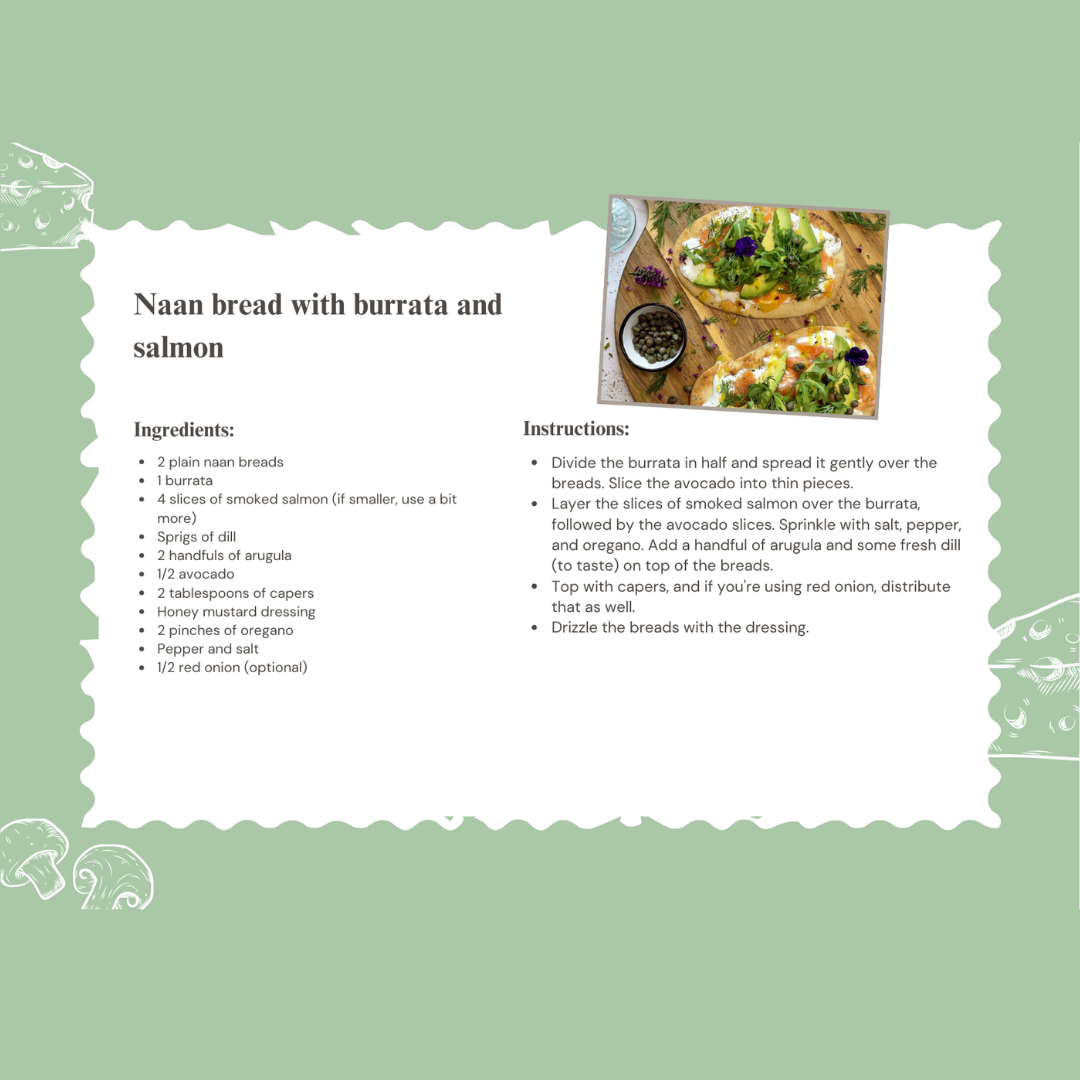 Naan bread with burrata and
salmon
Ingredients:
• 2 plain naan breads
• 1 burrata
• 4 slices of smoked salmon (if smaller, use a bit
more)
• Sprigs of dill
• 2 handfuls of arugula
• 1/2 avocado
• 2 tablespoons of capers
• Honey mustard dressing
• 2 pinches of oregano
• Pepper and salt
• 1/2 red onion (optional)
Instructions:
• Divide the burrata in half and spread it gently over the
breads. Slice the avocado into thin pieces.
• Layer the slices of smoked salmon over the burrata,
followed by the avocado slices. Sprinkle with salt, pepper,
and oregano. Add a handful of arugula and some fresh dill
(to taste) on top of the breads.
• Top with capers, and if you're using red onion, distribute
that as well.
• Drizzle the breads with the dressing.